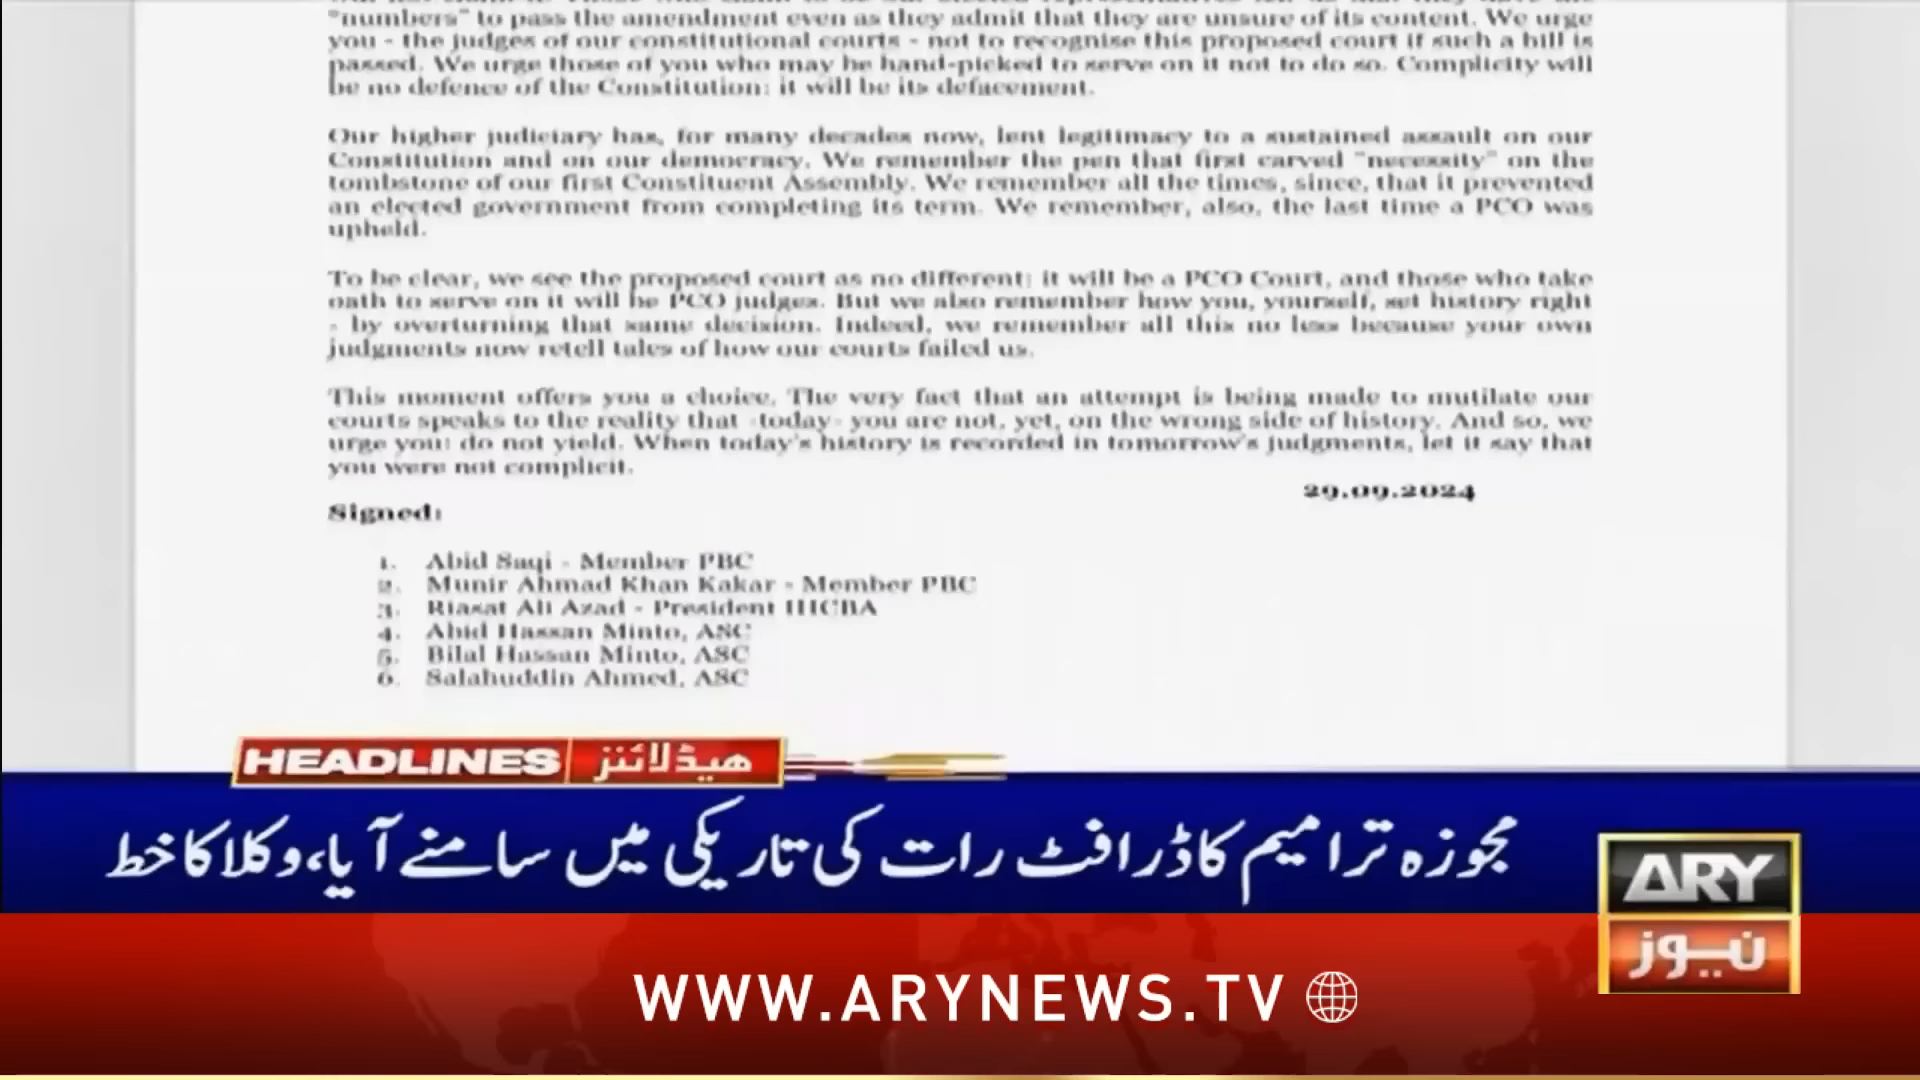 "numbers" to pass the amendment even as they admit that they are unsure of its content. We urge
you - the judges of our constitutional courts - not to recognise this proposed court if such a bill is
passed. We urge those of you who may be hand-picked to serve on it not to do so. Complicity will
be no defence of the Constitution: it will be its defacement.
Our higher judiciary has, for many decades now, lent legitimacy to a sustained assault on our
Constitution and on our democracy. We remember the pen that first carved "necessity" on the
tombstone of our first Constituent Assembly. We remember all the times, since, that it prevented
an elected government from completing its term. We remember, also, the last time a PCO was
upheld.
To be clear, we see the proposed court as no different: it will be a PCO Court, and those who take
oath to serve on it will be PCO judges. But we also remember how you, yourself, set history right
- by overturning that same decision. Indeed, we remember all this no less because your own
judgments now retell tales of how our courts failed us.
This moment offers you a choice. The very fact that an attempt is being made to mutilate our
courts speaks to the reality that -today- you are not, yet, on the wrong side of history. And so, we
urge you: do not yield. When today's history is recorded in tomorrow's judgments, let it say that
you were not complicit.
29.09.2024
Signed:
1. Abid Saqi - Member PBC
2. Munir Ahmad Khan Kakar - Member PBC
3. Riasat Ali Azad - President IHCBA
4. Abid Hassan Minto, ASC
5. Bilal Hassan Minto, ASC
6. Salahuddin Ahmed, ASC
HEADLINES ہیڈلائنز
مجوزہ ترامیم کا ڈرافٹ رات کی تاریکی میں سامنے آیا، وکلا کا خط
ARY
نیوز
WWW.ARYNEWS.TV